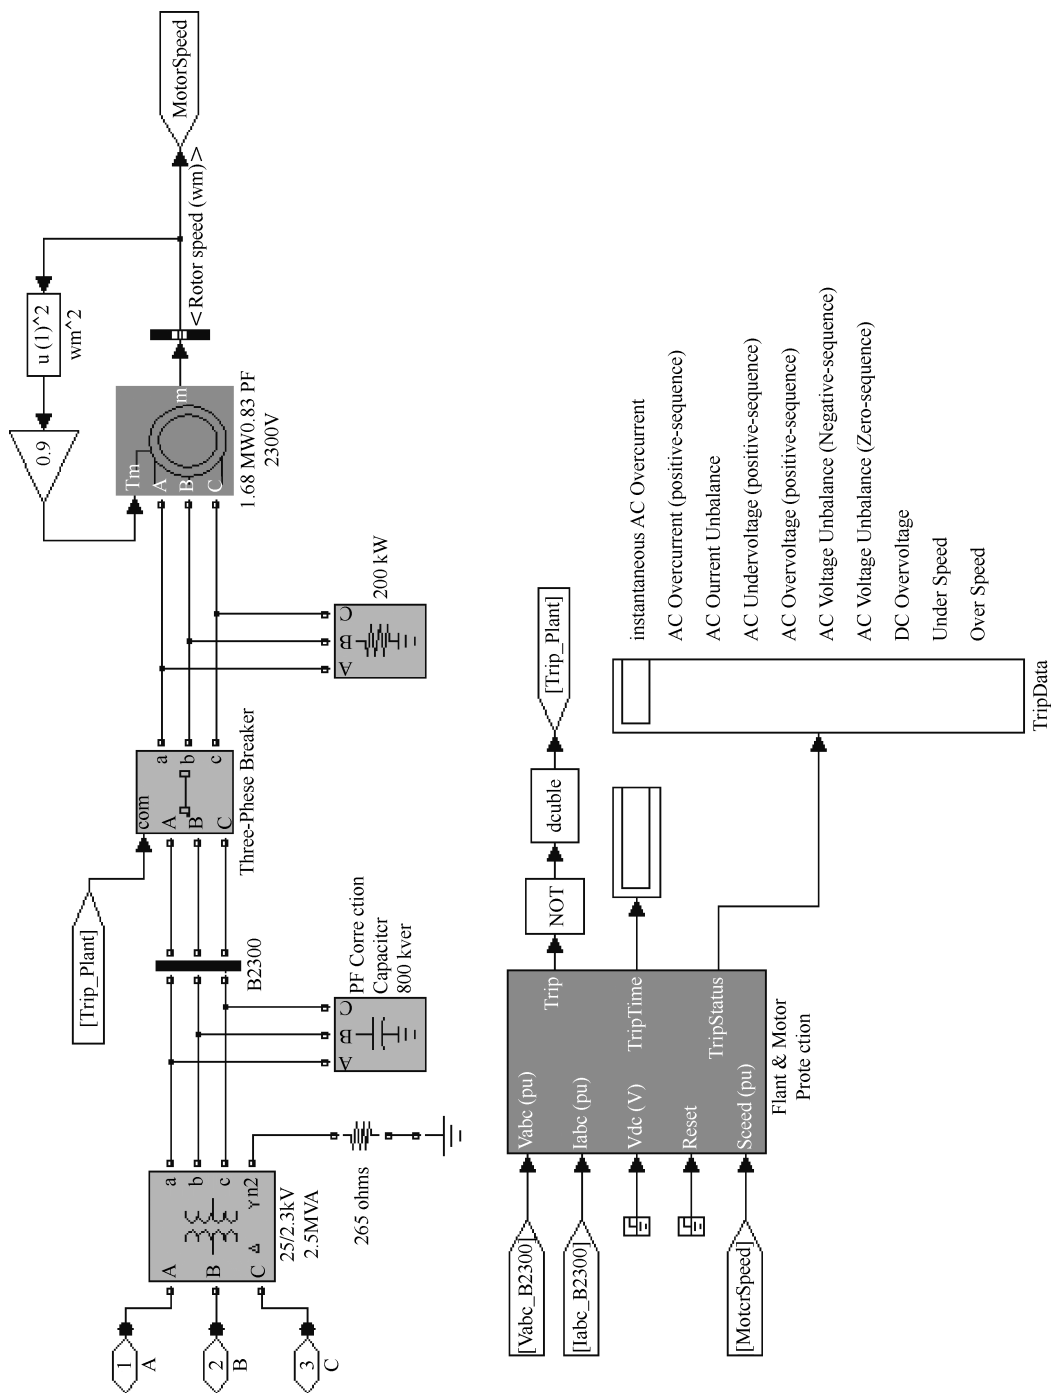 1
A
2
B
3
C
A
B
C
a
b
c
Yn2
25/2.3kV
2.5MVA
265 ohms
A
B
C
PF Corre ction
Capacitcr
800 kver
B2300
[Trip_Plant]
com
A
B
C
a
b
c
Three-Phese Breaker
A
B
C
200 kW
Tm
A
B
C
m
1.68 MW0.83 PF
2300V
0.9
u (1)^2
wm^2
<Rotor speed (wm)>
MotorSpeed
[Vabc_B2300]
[Iabc_B2300]
[MotcrSpeed]
Vabc (pu)
Iabc (pu)
Vdc (V)
Reset
Sceed (pu)
Trip
TripTime
TripStatus
Flant & Motor
Prote ction
NOT
dcuble
[Trip_Plant]
TripData
instantaneous AC Overcurrent
AC Overcurrent (positive-sequence)
AC Ourrent Unbalance
AC Undervoltage (positive-sequence)
AC Overvoltage (positive-sequence)
AC Voltage Unbalance (Negative-sequence)
AC Voltage Unbalance (Zero-sequence)
DC Overvoltage
Under Speed
Over Speed